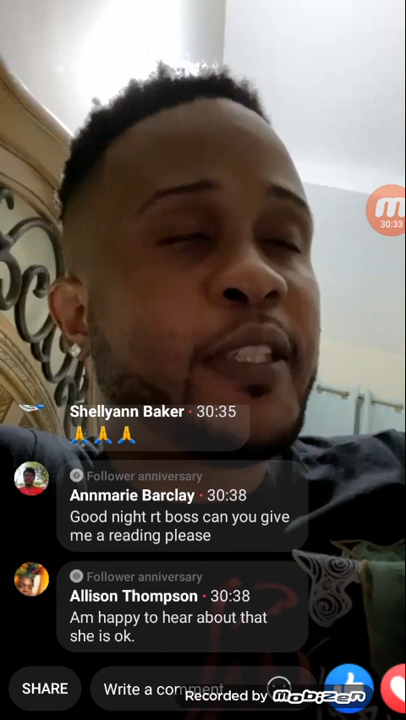 m
30:33
Shellyann Baker • 30:35
🙏🙏🙏
Follower anniversary
Annmarie Barclay • 30:38
Good night rt boss can you give
me a reading please
Follower anniversary
Allison Thompson • 30:38
Am happy to hear about that
she is ok.
SHARE
Write a comment
Recorded by mobizen